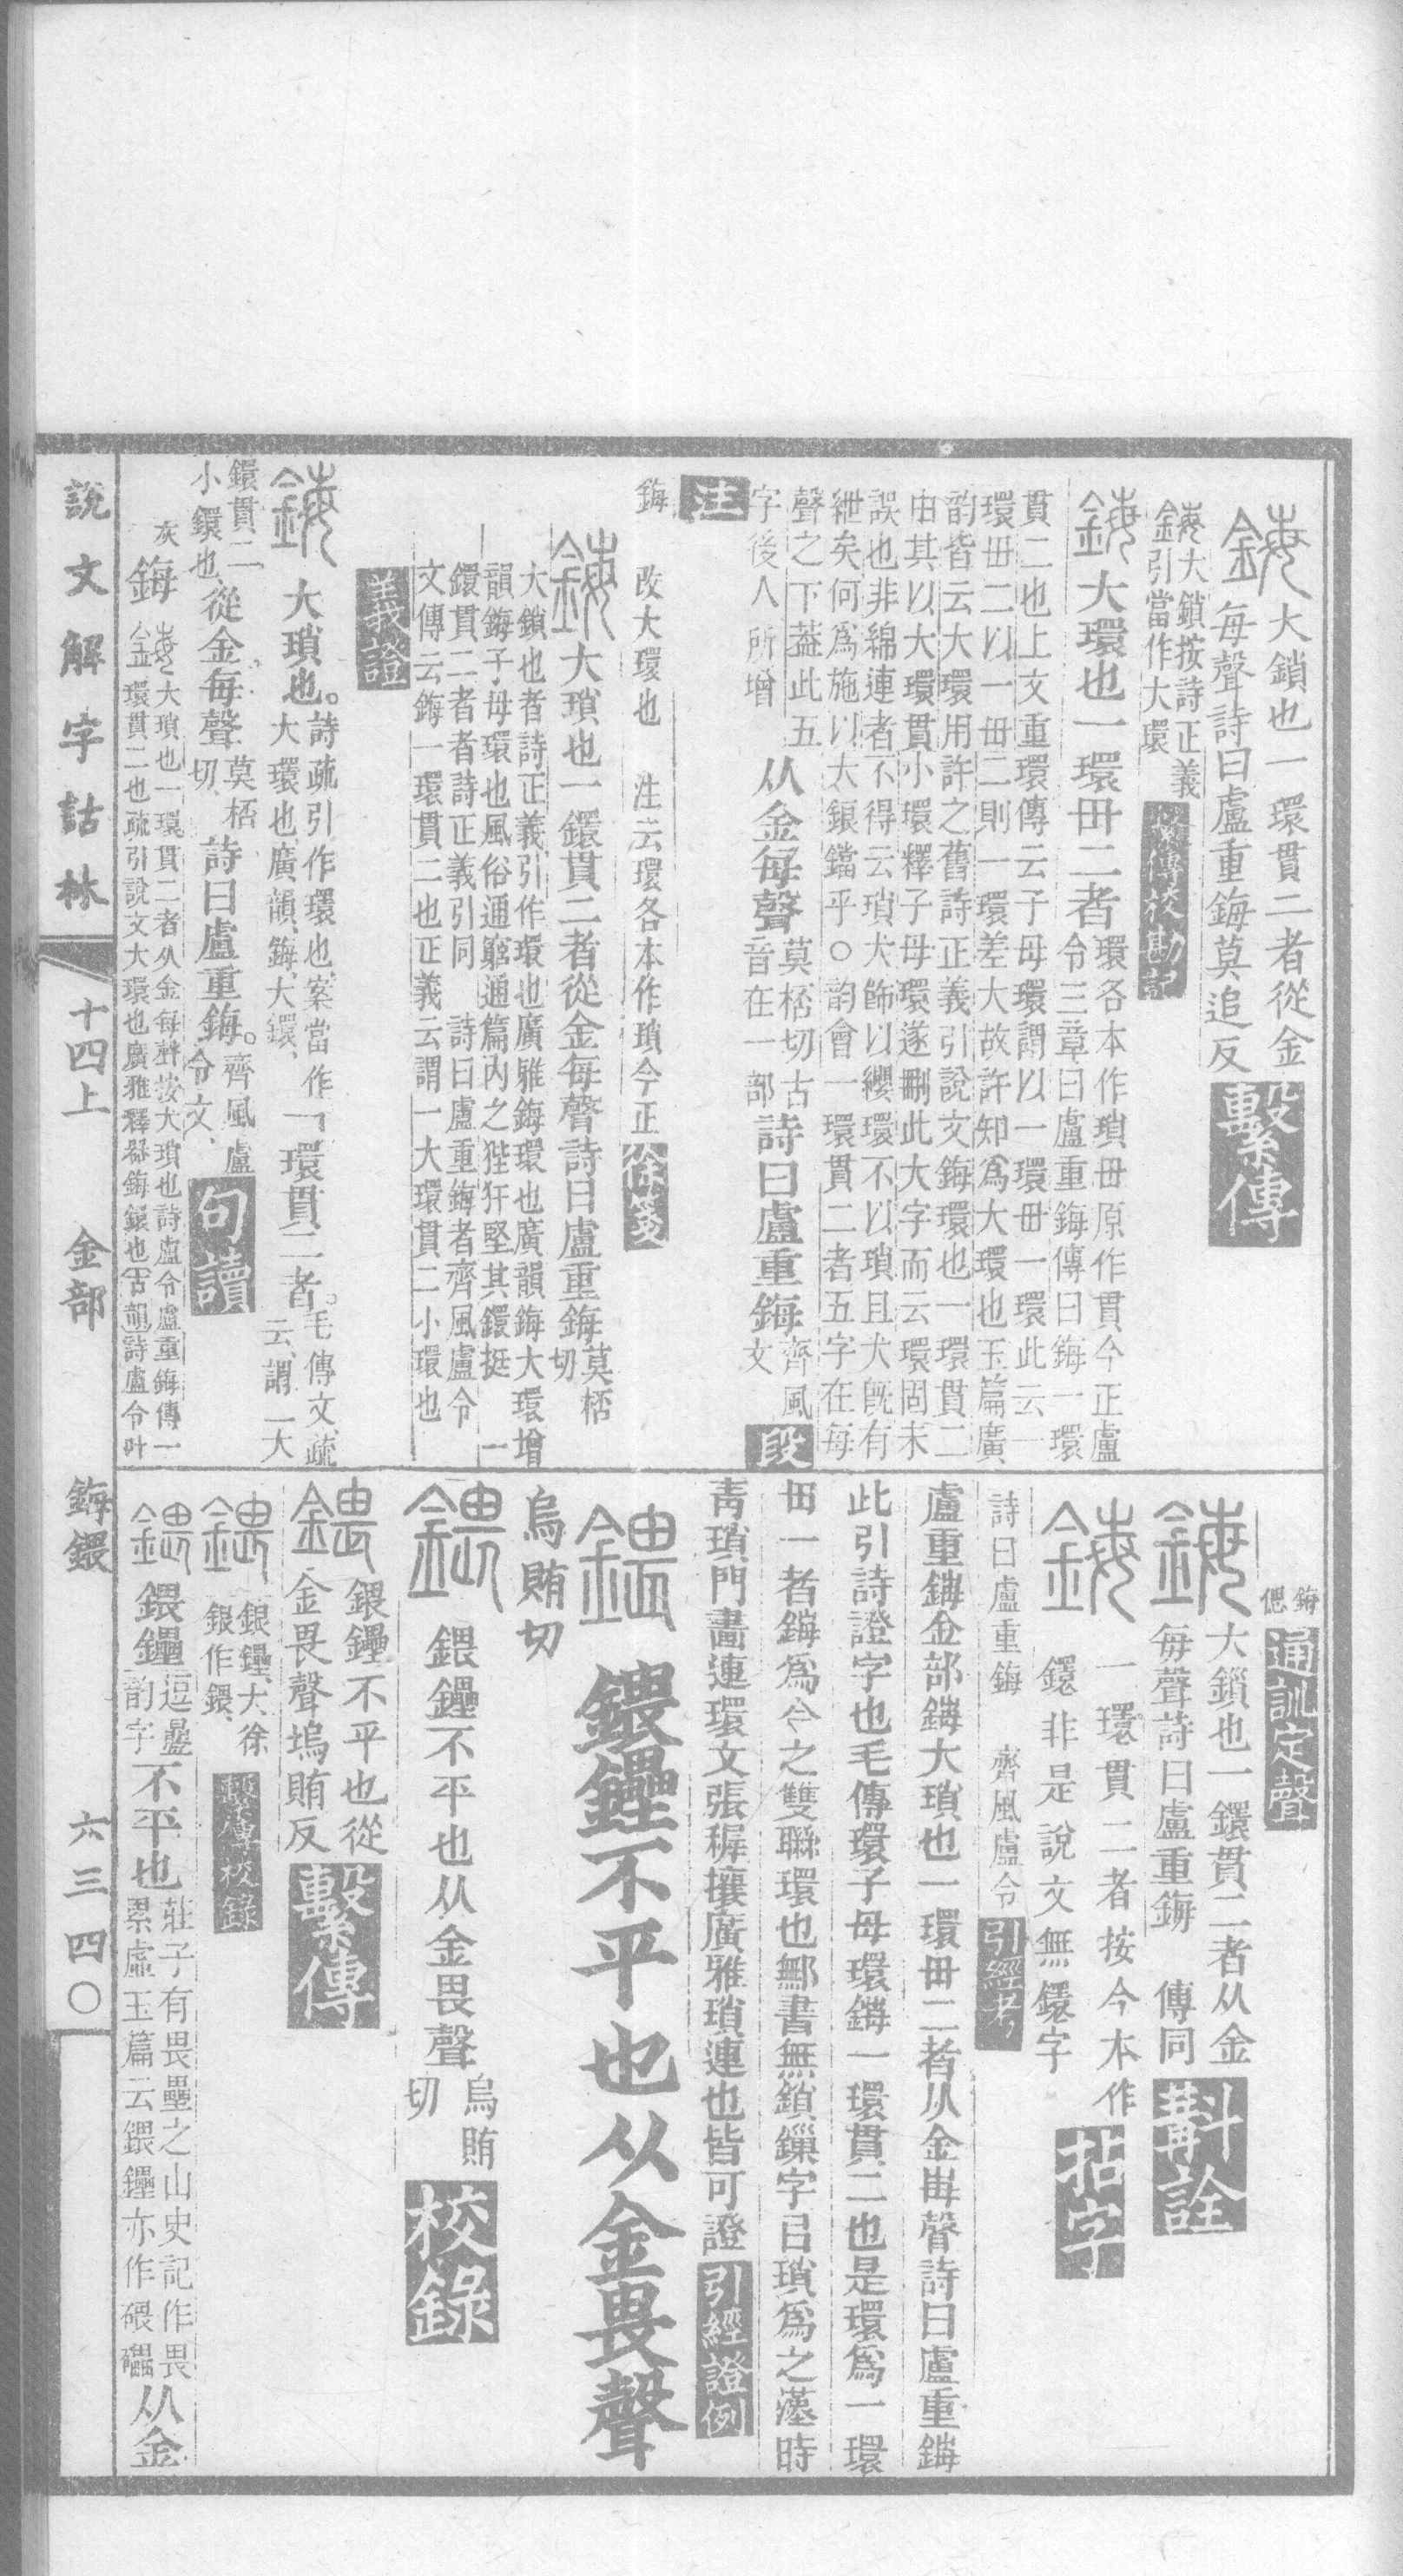 鋂大鎖也一環貫二者從金
每聲詩曰盧重鋂莫追反
繫傳
鋂大鎖按詩正義
引當作大環
繫傳校勘記
鋂大環也一環毌二者
環各本作瑣毌原作貫今正盧
令三章曰盧重鋂傳曰鋂一環
貫二也上文重環傳云子母環謂以一環毌一環此云一
環毌二以一毌二則一環差大故許知爲大環也玉篇廣
韵皆云大環用許之舊詩正義引說文鋂環也一環貫二
由其以大環貫小環釋子母環遂刪此大字而云環固未
誤也非綿連者不得云瑣犬飾以纓環不以瑣且犬旣有
紲矣何爲施以大鋃鐺乎○韵會一環貫二者五字在每
聲之下葢此五
字後人所增
从金每聲
莫桮切古
音在一部
詩曰盧重鋂
齊風
文
段
注
鋂 改大環也 注云環各本作瑣今正
徐箋
鋂大瑣也一鐶貫二者從金每聲詩曰盧重鋂
莫桮
切
大鎖也者詩正義引作環也廣雅鋂環也廣韻鋂大環增
韻鋂子母環也風俗通窮通篇內之狴犴堅其鐶挺 一
鐶貫二者者詩正義引同 詩曰盧重鋂者齊風盧令
文傳云鋂一環貫二也正義云謂一大環貫二小環也
義證
鋂 大瑣也。
詩疏引作環也案當作
大環也廣韻、鋂、大鐶、
一環貫二者。
毛傳文、疏
云、謂一大
鐶貫二
小鐶也、
從金每聲
莫桮
切、
詩曰盧重鋂。
齊風盧
令文、
句讀
灰
鋂
鋂大瑣也一環貫二者从金每聲按大瑣也詩盧令盧重鋂傳一
環貫二也疏引說文大環也廣雅釋器鋂鐶也〔古韻〕詩盧令叶
鋂
偲
通訓定聲
鋂大鎖也一鐶貫二者从金
每聲詩曰盧重鋂 傳同
斠詮
鋂 一環貫二者按今本作
鐶非是說文無鐶字
拈字
詩曰盧重鋂 齊風盧令
引經考
盧重鋂金部鋂大瑣也一環毌二者从金每聲詩曰盧重鋂
此引詩證字也毛傳環子母環鋂一環貫二也是環爲一環
毌一者鋂爲今之雙聯環也鄦書無鎖鏁字㠯瑣爲之漢時
靑瑣門畫連環文張穉攘廣雅瑣連也皆可證
引經證例
鍡 鍡鑸不平也从金畏聲
烏賄切
鍡 鍡鑸不平也从金畏聲
烏賄
切
校錄
鍡 鍡鑸不平也從
金畏聲塢賄反
繫傳
鍡 鋃鑸、大徐
鋃作鍡、
繫傳校錄
鍡 鍡鑸
逗疊
韵字
不平也
莊子有畏壘之山史記作畏
累虛玉篇云鍡鑸亦作碨礧
从金
說文解字詁林
十四上
金部
鋂鍡
六三四〇